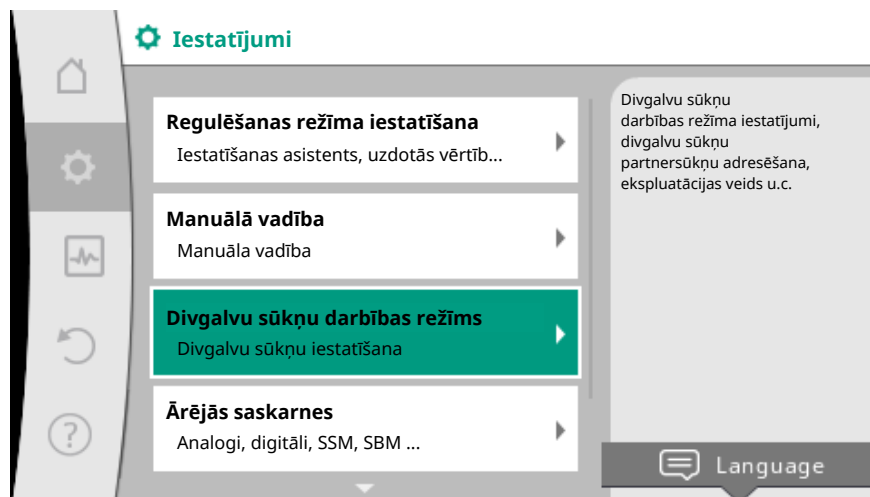 Iestatījumi
Regulēšanas režīma iestatīšana
Iestatīšanas asistents, uzdotās vērtīb...
Manuālā vadība
Manuāla vadība
Divgalvu sūkņu darbības režīms
Divgalvu sūkņu iestatīšana
Ārējās saskarnes
Analogi, digitāli, SSM, SBM ...
Divgalvu sūkņu
darbības režīma iestatījumi,
divgalvu sūkņu
partnersūkņu adresēšana,
ekspluatācijas veids u.c.
Language